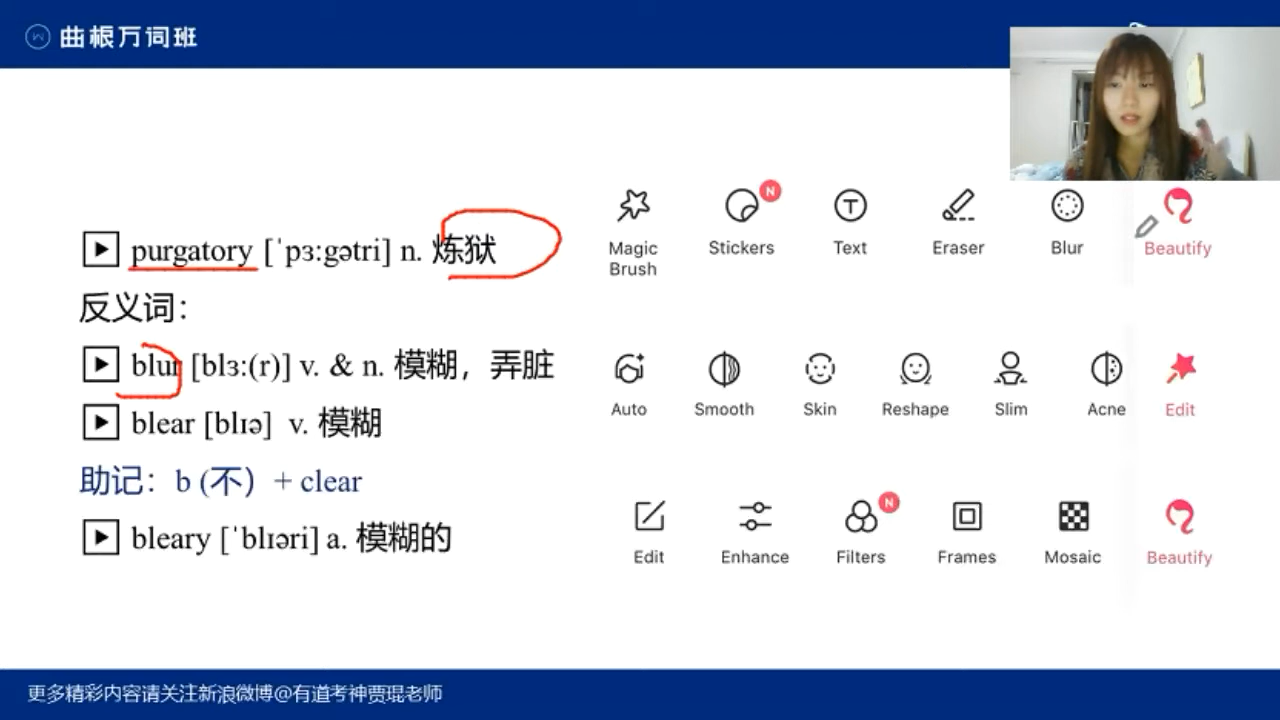 曲根万词班
purgatory [ˈpɜ:gətri] n. 炼狱
反义词：
blur [blɜ:(r)] v. & n. 模糊，弄脏
blear [blɪə] v. 模糊
助记：b (不）+ clear
bleary [ˈblɪəri] a. 模糊的
Magic Brush
Stickers
N
Text
Eraser
Blur
Beautify
Auto
Smooth
Skin
Reshape
Slim
Acne
Edit
Edit
Enhance
Filters
N
Frames
Mosaic
Beautify
更多精彩内容请关注新浪微博@有道考神贾琨老师